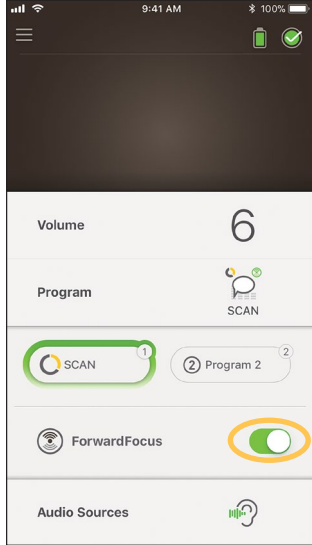 9:41 AM
100%
Volume
6
Program
SCAN
SCAN
1
2
Program 2
2
ForwardFocus
Audio Sources